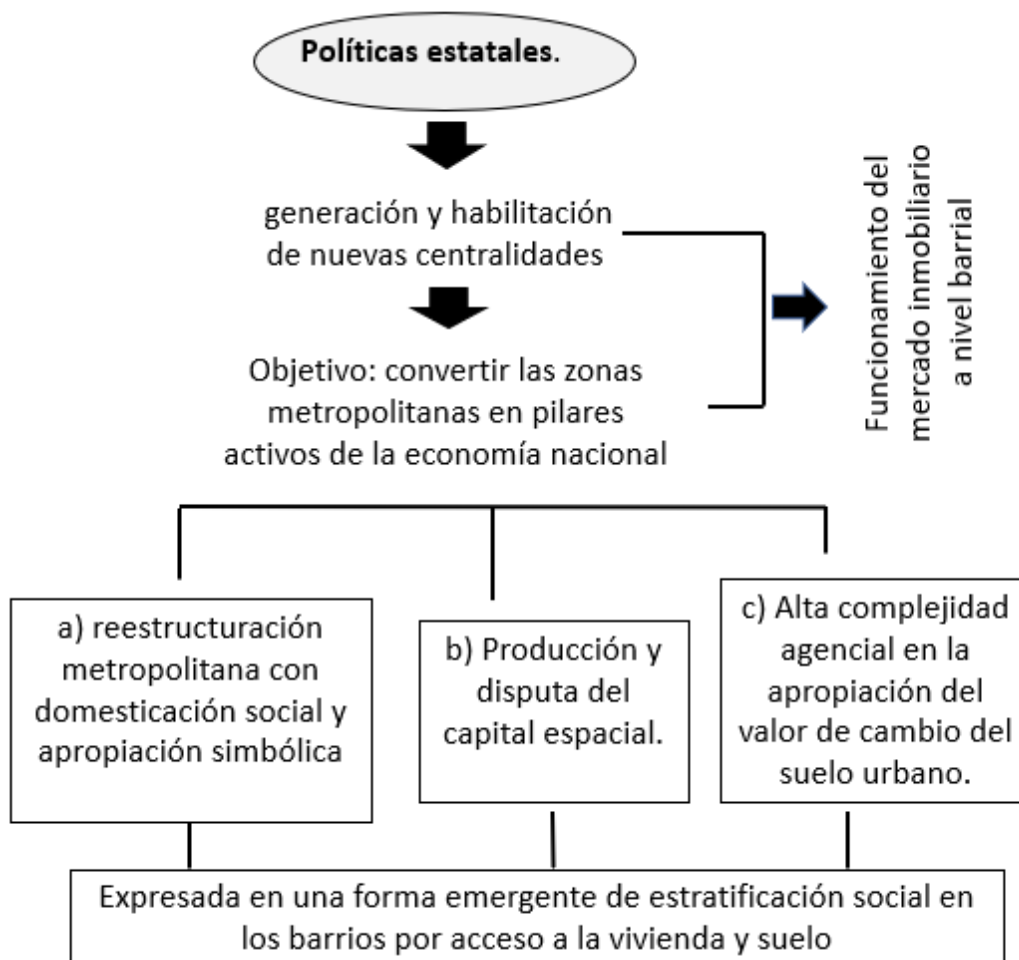 Políticas estatales.
generación y habilitación
de nuevas centralidades
Funcionamiento del
mercado inmobiliario
a nivel barrial
Objetivo: convertir las zonas
metropolitanas en pilares
activos de la economía nacional
a) reestructuración
metropolitana con
domesticación social y
apropiación simbólica
b) Producción y
disputa del
capital espacial.
c) Alta complejidad
agencial en la
apropiación del
valor de cambio del
suelo urbano.
Expresada en una forma emergente de estratificación social en
los barrios por acceso a la vivienda y suelo